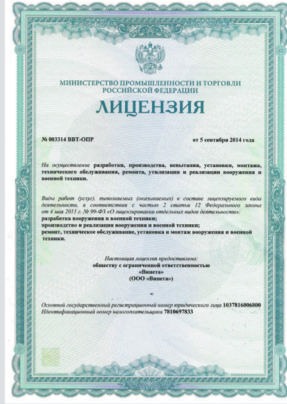 МИНИСТЕРСТВО ПРОМЫШЛЕННОСТИ И ТОРГОВЛИ
РОССИЙСКОЙ ФЕДЕРАЦИИ
ЛИЦЕНЗИЯ
№ 003314 ВВТ-ОПР от 5 сентября 2014 года
На осуществление разработки, производства, испытания, установки, монтажа,
технического обслуживания, ремонта, утилизации и реализации вооружения и
военной техники.
Виды работ (услуг), выполняемых (оказываемых) в составе лицензируемого вида
деятельности, в соответствии с частью 2 статьи 12 Федерального закона
от 4 мая 2011 г. № 99-ФЗ «О лицензировании отдельных видов деятельности»:
разработка вооружения и военной техники;
производство и реализация вооружения и военной техники;
ремонт, техническое обслуживание, установка и монтаж вооружения и военной
техники.
Настоящая лицензия предоставлена:
обществу с ограниченной ответственностью
«Визета»
(ООО «Визета»)
Основной государственный регистрационный номер юридического лица 1037816006800
Идентификационный номер налогоплательщика 7810697833